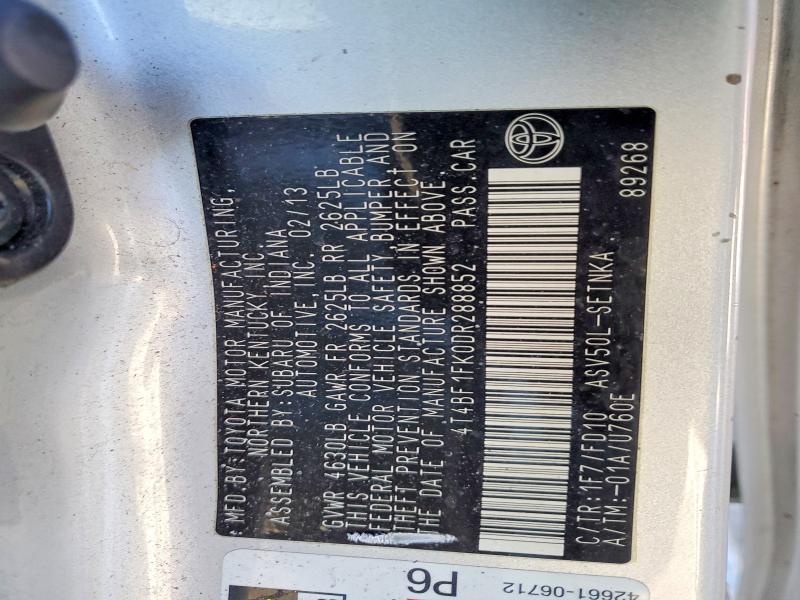 MFD BY:TOYOTA MOTOR MANUFACTURING,
NORTHERN KENTUCKY INC.
ASSEMBLED BY:SUBARU OF INDIANA
AUTOMOTIVE,INC. 02/13
GVWR 4630LB GAWR FR 2625LB RR 2625LB
THIS VEHICLE CONFORMS TO ALL APPLICABLE
FEDERAL MOTOR VEHICLE SAFETY BUMPER AND
THEFT PREVENTION STANDARDS IN EFFECT ON
THE DATE OF MANUFACTURE SHOWN ABOVE.
4T4BF1FK0DR288852 PASS.CAR
C/TR:1F7/FD10 ASV50L-SETNKA
A/TM:-01A/U760E 89268
P6
42661-06712